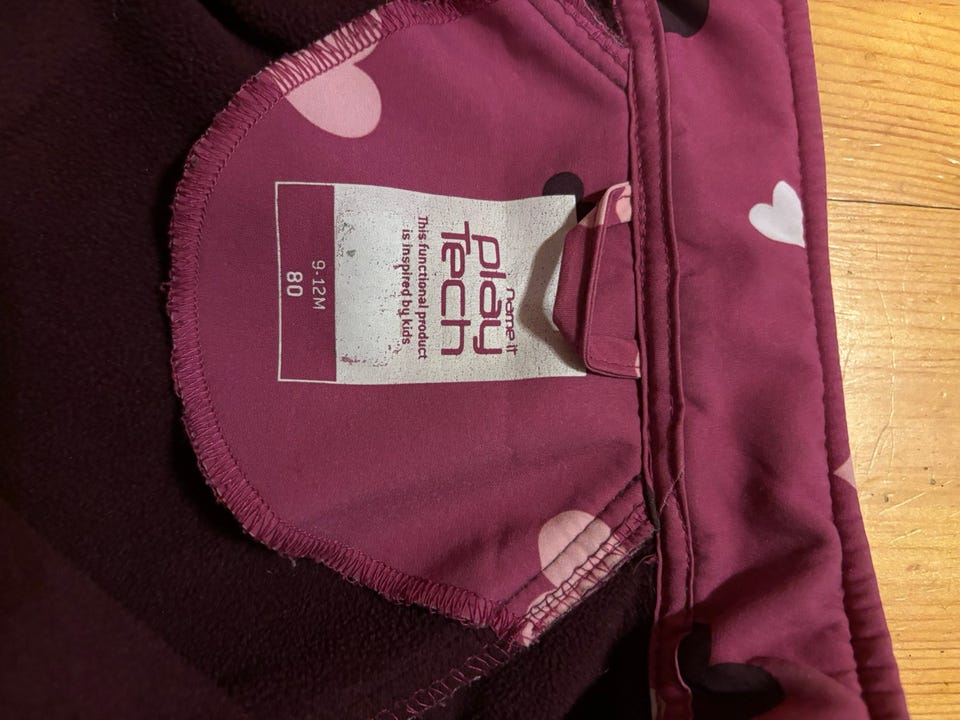 name it
play
Tech
This functional product
is inspired by kids
9-12M
80